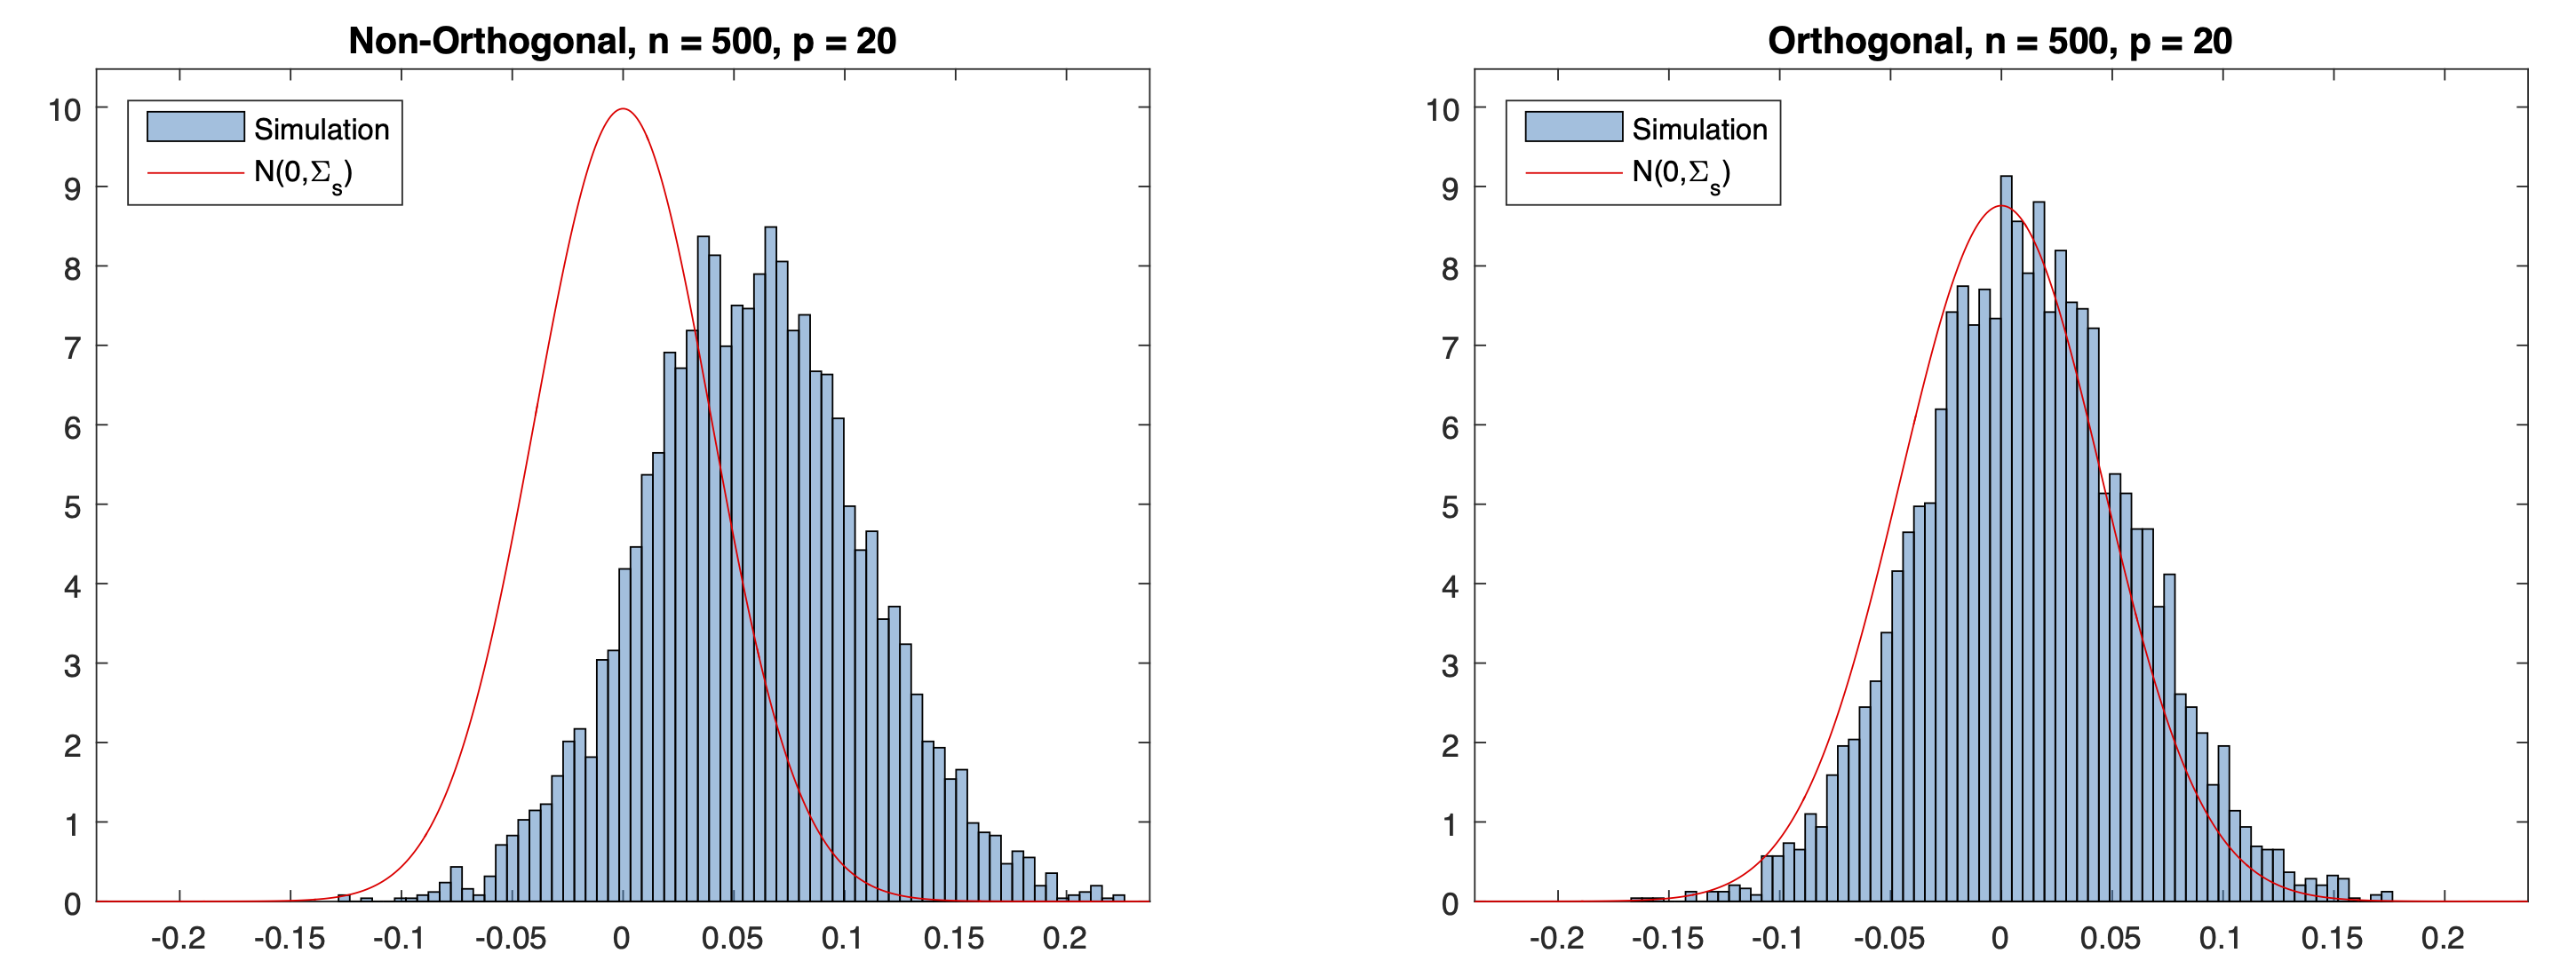 Non-Orthogonal, n = 500, p = 20
Simulation
N(0,Σs)
10
9
8
7
6
5
4
3
2
1
0
-0.2 -0.15 -0.1 -0.05 0 0.05 0.1 0.15 0.2
Orthogonal, n = 500, p = 20
Simulation
N(0,Σs)
10
9
8
7
6
5
4
3
2
1
0
-0.2 -0.15 -0.1 -0.05 0 0.05 0.1 0.15 0.2